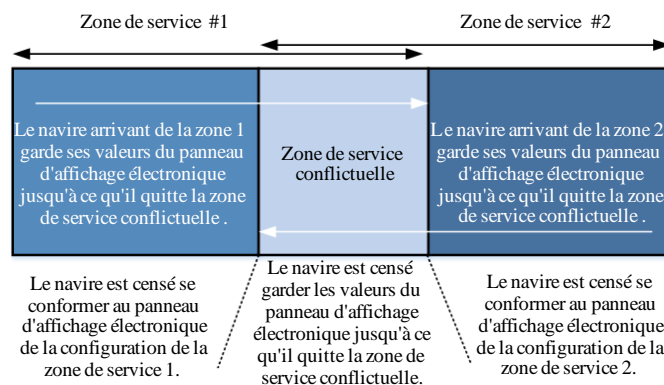 Zone de service #1
Zone de service #2
Le navire arrivant de la zone 1
garde ses valeurs du panneau
d'affichage électronique
jusqu'à ce qu'il quitte la zone
de service conflictuelle .
Zone de service
conflictuelle
Le navire arrivant de la zone 2
garde ses valeurs du panneau
d'affichage électronique
jusqu'à ce qu'il quitte la zone
de service conflictuelle .
Le navire est censé se
conformer au panneau
d'affichage électronique
de la configuration de la
zone de service 1.
Le navire est censé
garder les valeurs du
panneau d'affichage
électronique jusqu'à ce
qu'il quitte la zone de
service conflictuelle.
Le navire est censé se
conformer au panneau
d'affichage électronique
de la configuration de la
zone de service 2.